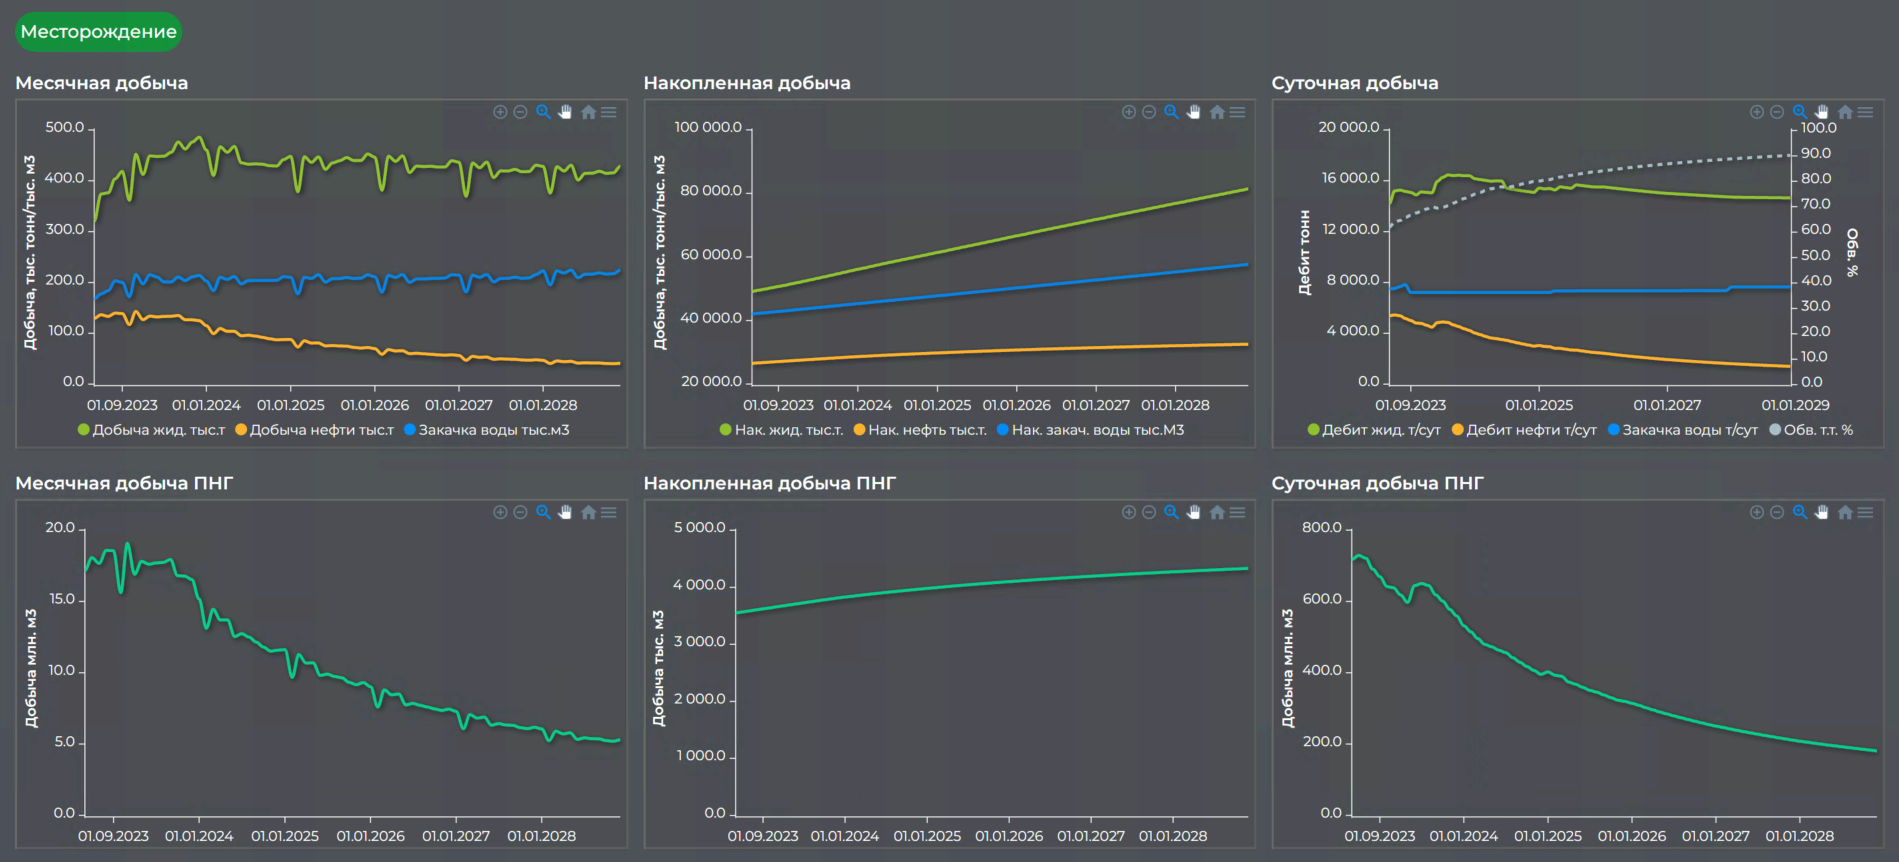 Месторождение
Месячная добыча
500.0
400.0
300.0
200.0
100.0
0.0
Добыча, тыс. тонн/тыс. м3
01.09.2023 01.01.2024 01.01.2025 01.01.2026 01.01.2027 01.01.2028
Добыча жид. тыс.т Добыча нефти тыс.т Закачка воды тыс.м3
Накопленная добыча
100 000.0
80 000.0
60 000.0
40 000.0
20 000.0
Добыча, тыс. тонн/тыс. м3
01.09.2023 01.01.2024 01.01.2025 01.01.2026 01.01.2027 01.01.2028
Нак. жид. тыс.т. Нак. нефть тыс.т. Нак. закач. воды тыс.М3
Суточная добыча
20 000.0
16 000.0
12 000.0
8 000.0
4 000.0
0.0
Дебит тонн
100.0
90.0
80.0
70.0
60.0
50.0
40.0
30.0
20.0
10.0
0.0
Обв. %
01.09.2023 01.01.2025 01.01.2027 01.01.2029
Дебит жид. т/сут Дебит нефти т/сут Закачка воды т/сут Обв. т.т. %
Месячная добыча ПНГ
20.0
15.0
10.0
5.0
0.0
Добыча млн. м3
01.09.2023 01.01.2024 01.01.2025 01.01.2026 01.01.2027 01.01.2028
Накопленная добыча ПНГ
5 000.0
4 000.0
3 000.0
2 000.0
1 000.0
0.0
Добыча тыс. м3
01.09.2023 01.01.2024 01.01.2025 01.01.2026 01.01.2027 01.01.2028
Суточная добыча ПНГ
800.0
600.0
400.0
200.0
0.0
Добыча млн. м3
01.09.2023 01.01.2024 01.01.2025 01.01.2026 01.01.2027 01.01.2028